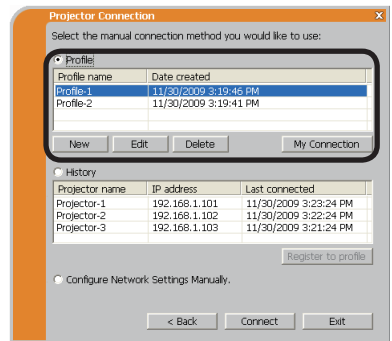 Projector Connection X
Select the manual connection method you would like to use:
Profile
Profile name Date created
Profile-1 11/30/2009 3:19:46 PM
Profile-2 11/30/2009 3:19:41 PM
New Edit Delete My Connection
History
Projector name IP address Last connected
Projector-1 192.168.1.101 11/30/2009 3:23:24 PM
Projector-2 192.168.1.102 11/30/2009 3:22:24 PM
Projector-3 192.168.1.103 11/30/2009 3:21:24 PM
Register to profile
Configure Network Settings Manually.
< Back Connect Exit